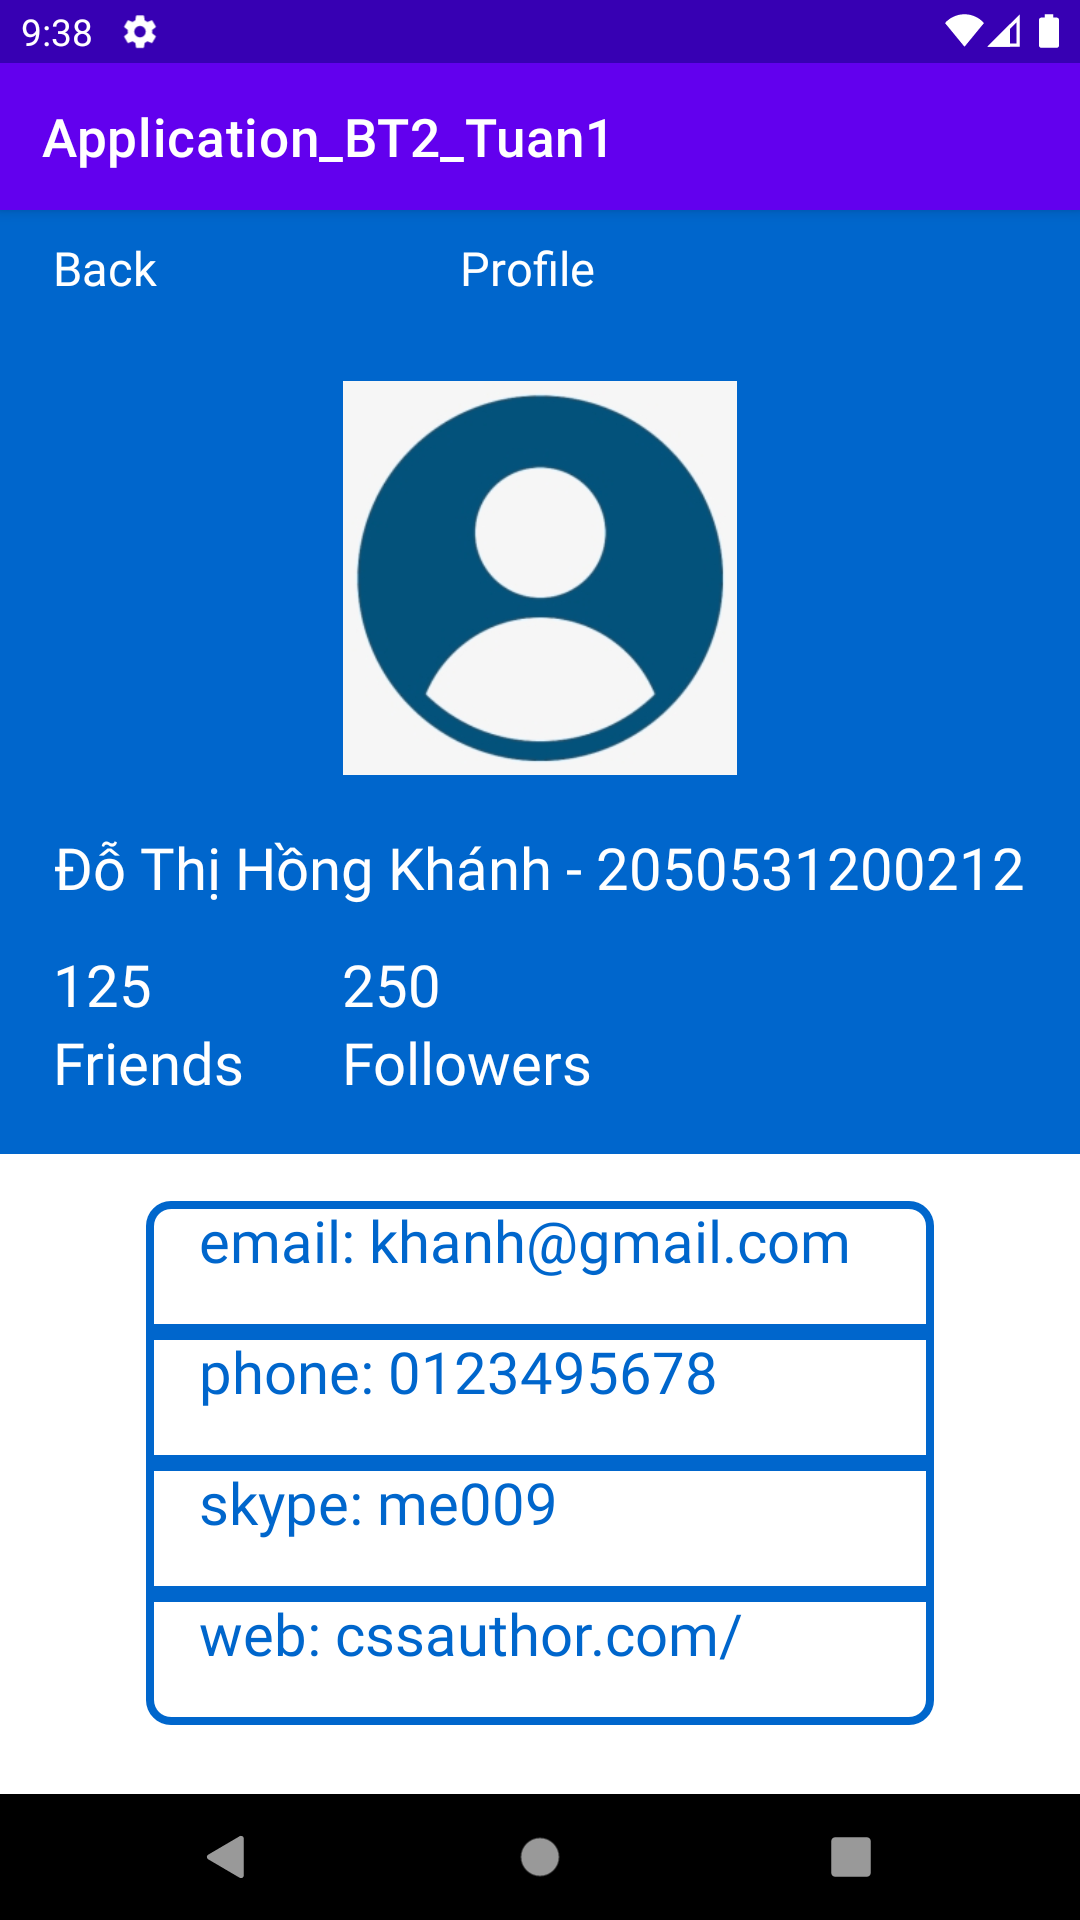 9:38
Application_BT2_Tuan1
Back Profile
Đỗ Thị Hồng Khánh - 2050531200212
125 250
Friends Followers
email: khanh@gmail.com
phone: 0123495678
skype: me009
web: cssauthor.com/